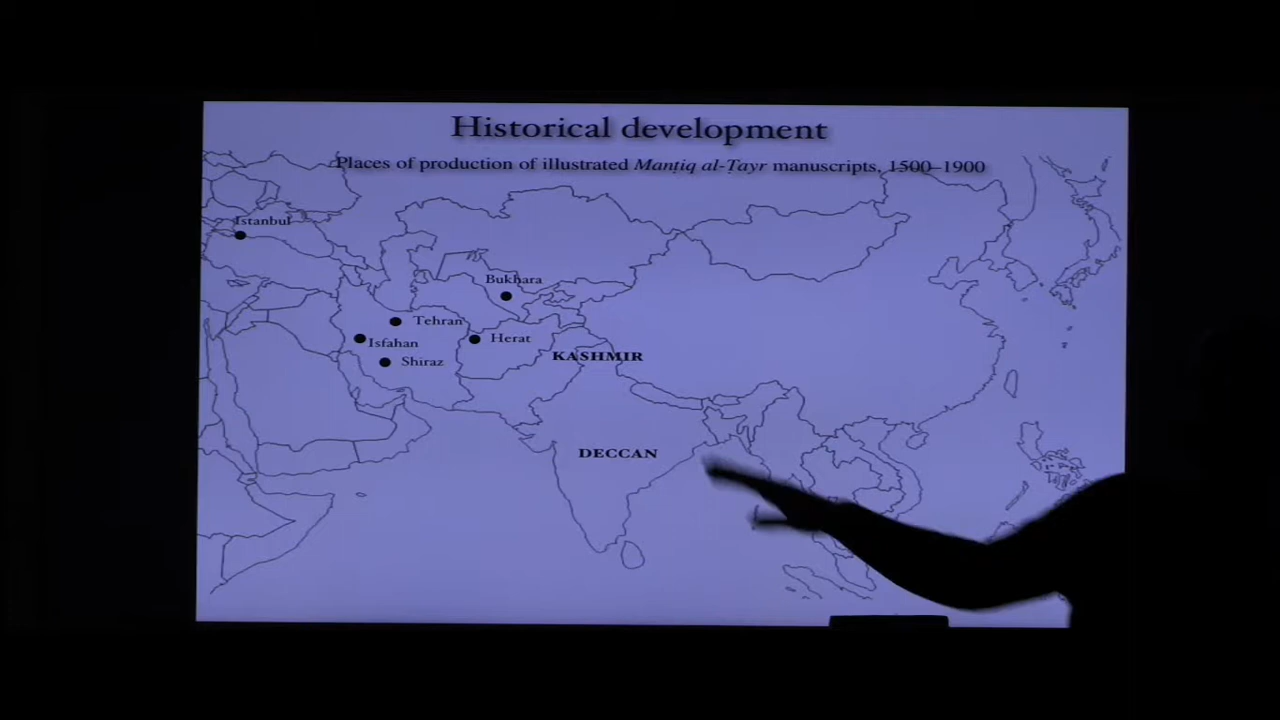 Historical development
Places of production of illustrated Manṭiq al-Ṭayr manuscripts, 1500–1900
Istanbul
Bukhara
Tehran
Isfahan
Herat
Shiraz
KASHMIR
DECCAN